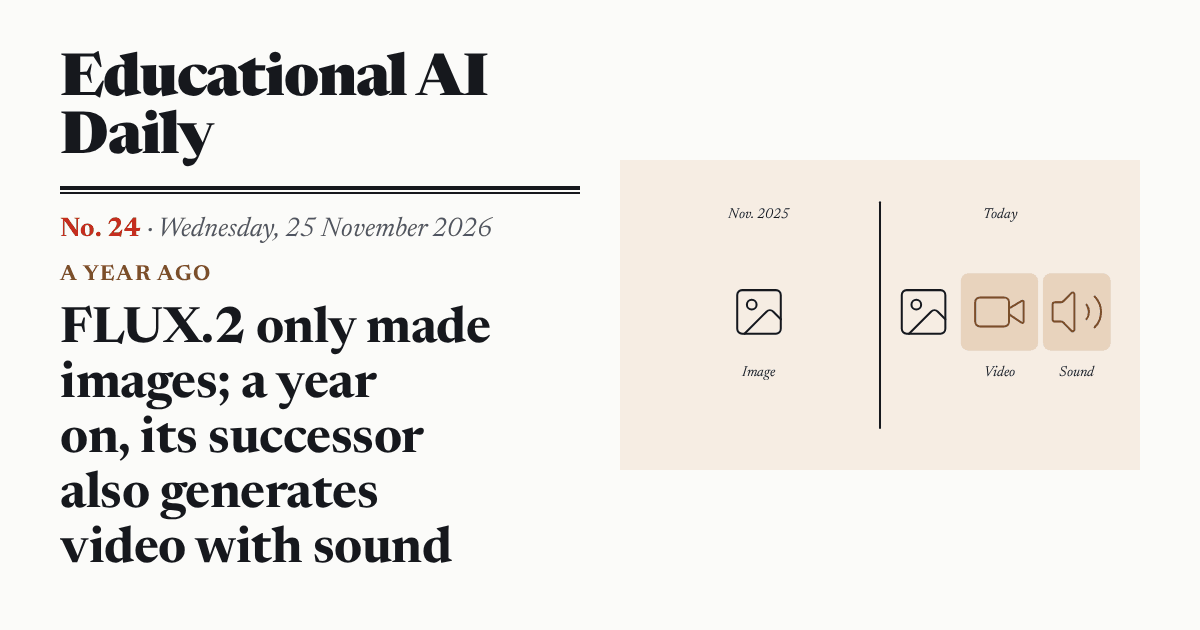 Educational AI
Daily
No. 24 · Wednesday, 25 November 2026
A YEAR AGO
FLUX.2 only made
images; a year
on, its successor
also generates
video with sound
Nov. 2025
Today
Image
Video
Sound